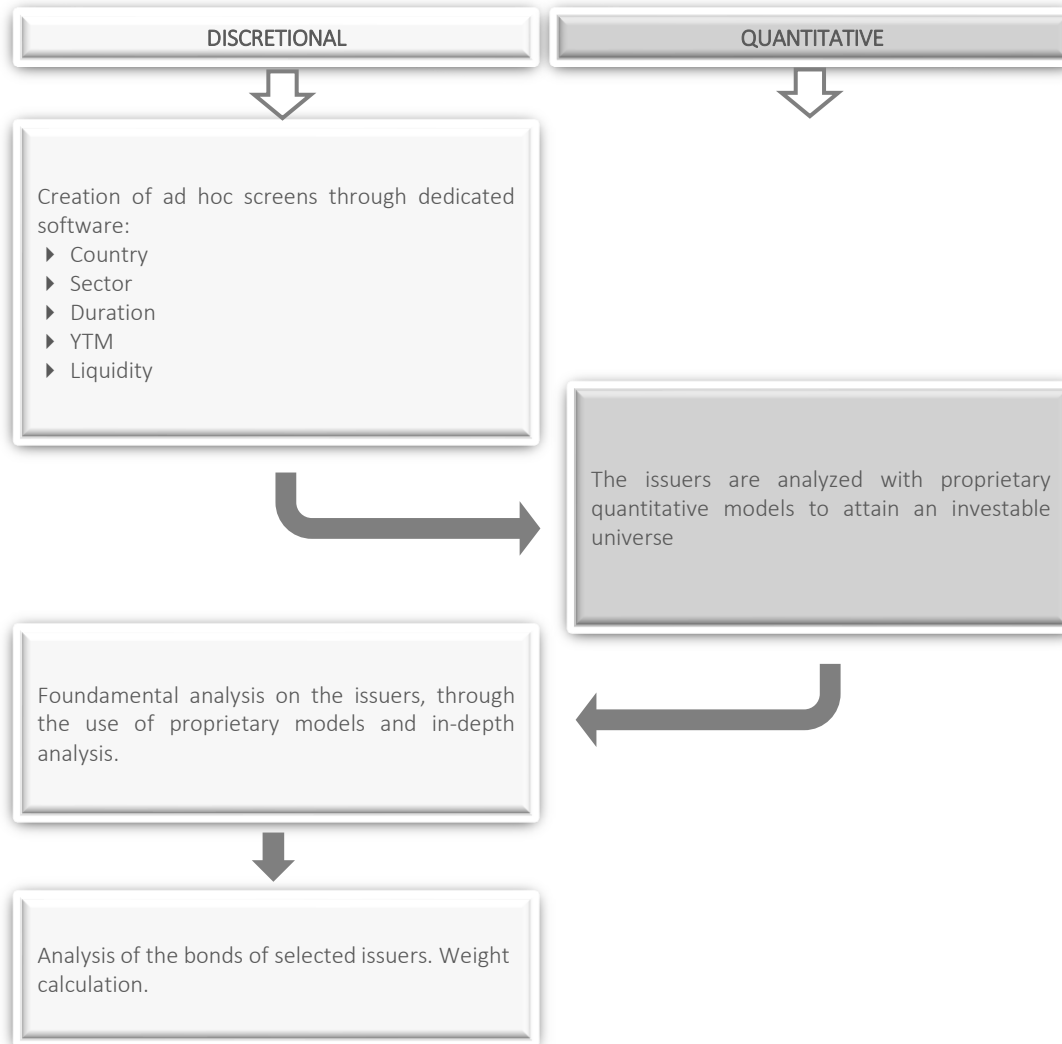 DISCRETIONAL
QUANTITATIVE
Creation of ad hoc screens through dedicated
software:
Country
Sector
Duration
YTM
Liquidity
The issuers are analyzed with proprietary
quantitative models to attain an investable
universe
Foundamental analysis on the issuers, through
the use of proprietary models and in-depth
analysis.
Analysis of the bonds of selected issuers. Weight
calculation.